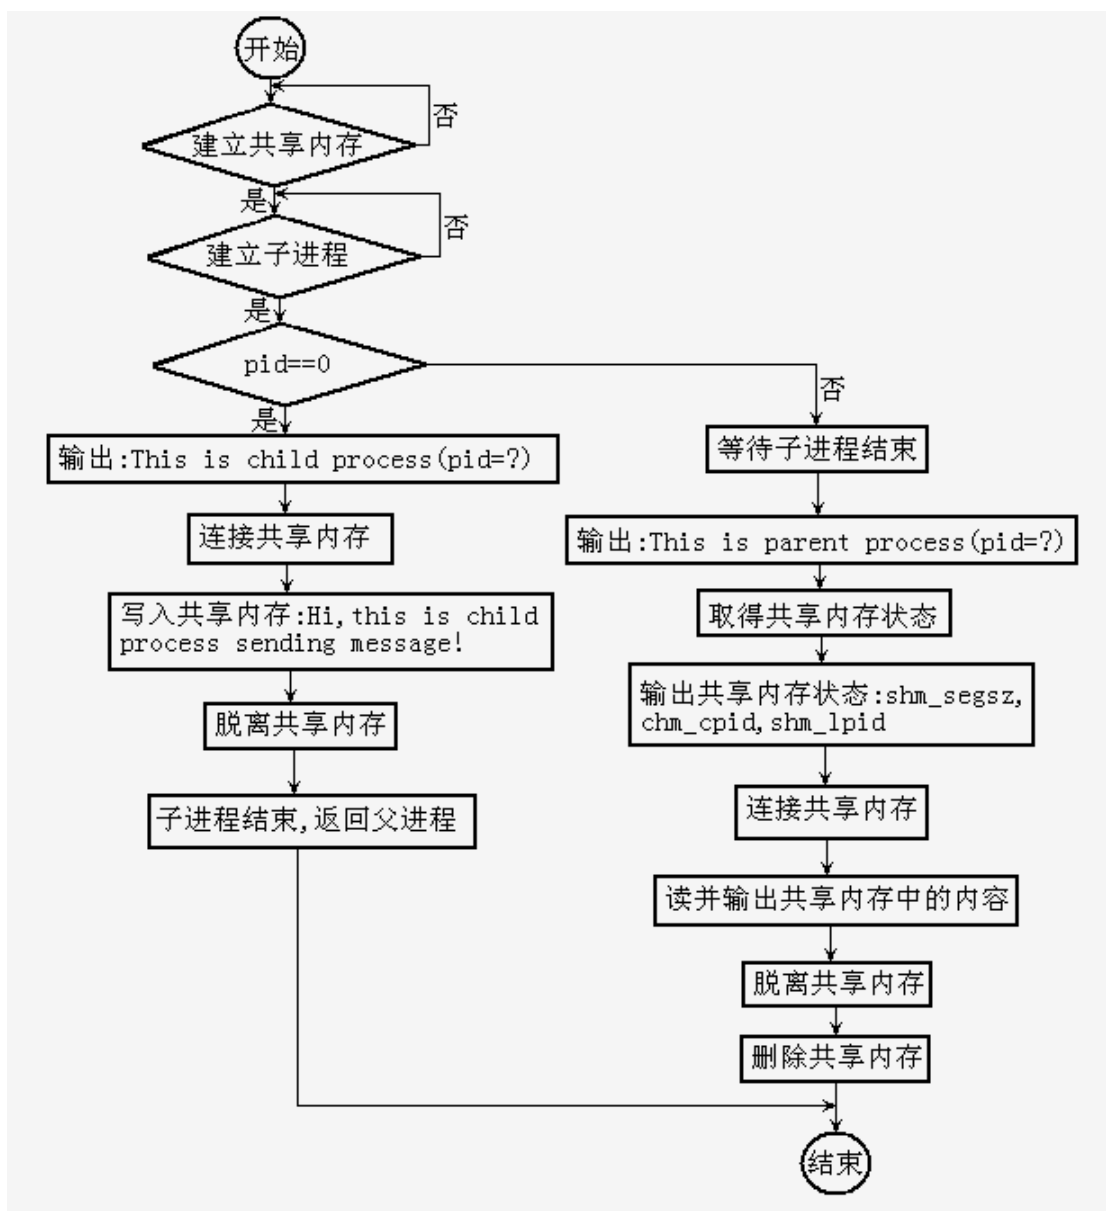 开始
否
建立共享内存
是
否
建立子进程
是
pid==0
否
是
输出:This is child process(pid=?)
连接共享内存
写入共享内存:Hi,this is child
process sending message!
脱离共享内存
子进程结束,返回父进程
等待子进程结束
输出:This is parent process(pid=?)
取得共享内存状态
输出共享内存状态:shm_segsz,
chm_cpid,shm_lpid
连接共享内存
读并输出共享内存中的内容
脱离共享内存
删除共享内存
结束